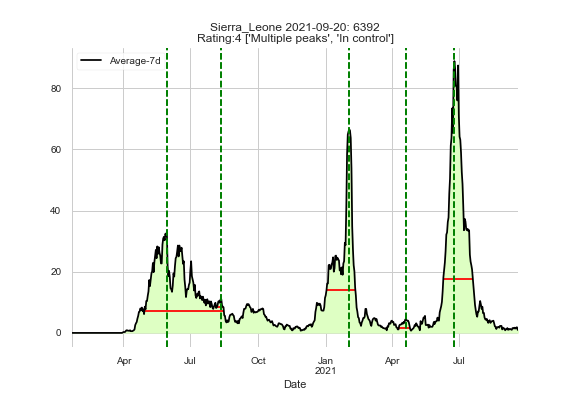 Sierra_Leone 2021-09-20: 6392
Rating:4 ['Multiple peaks', 'In control']
Average-7d
80
60
40
20
0
Apr Jul Oct Jan Apr Jul
2021
Date